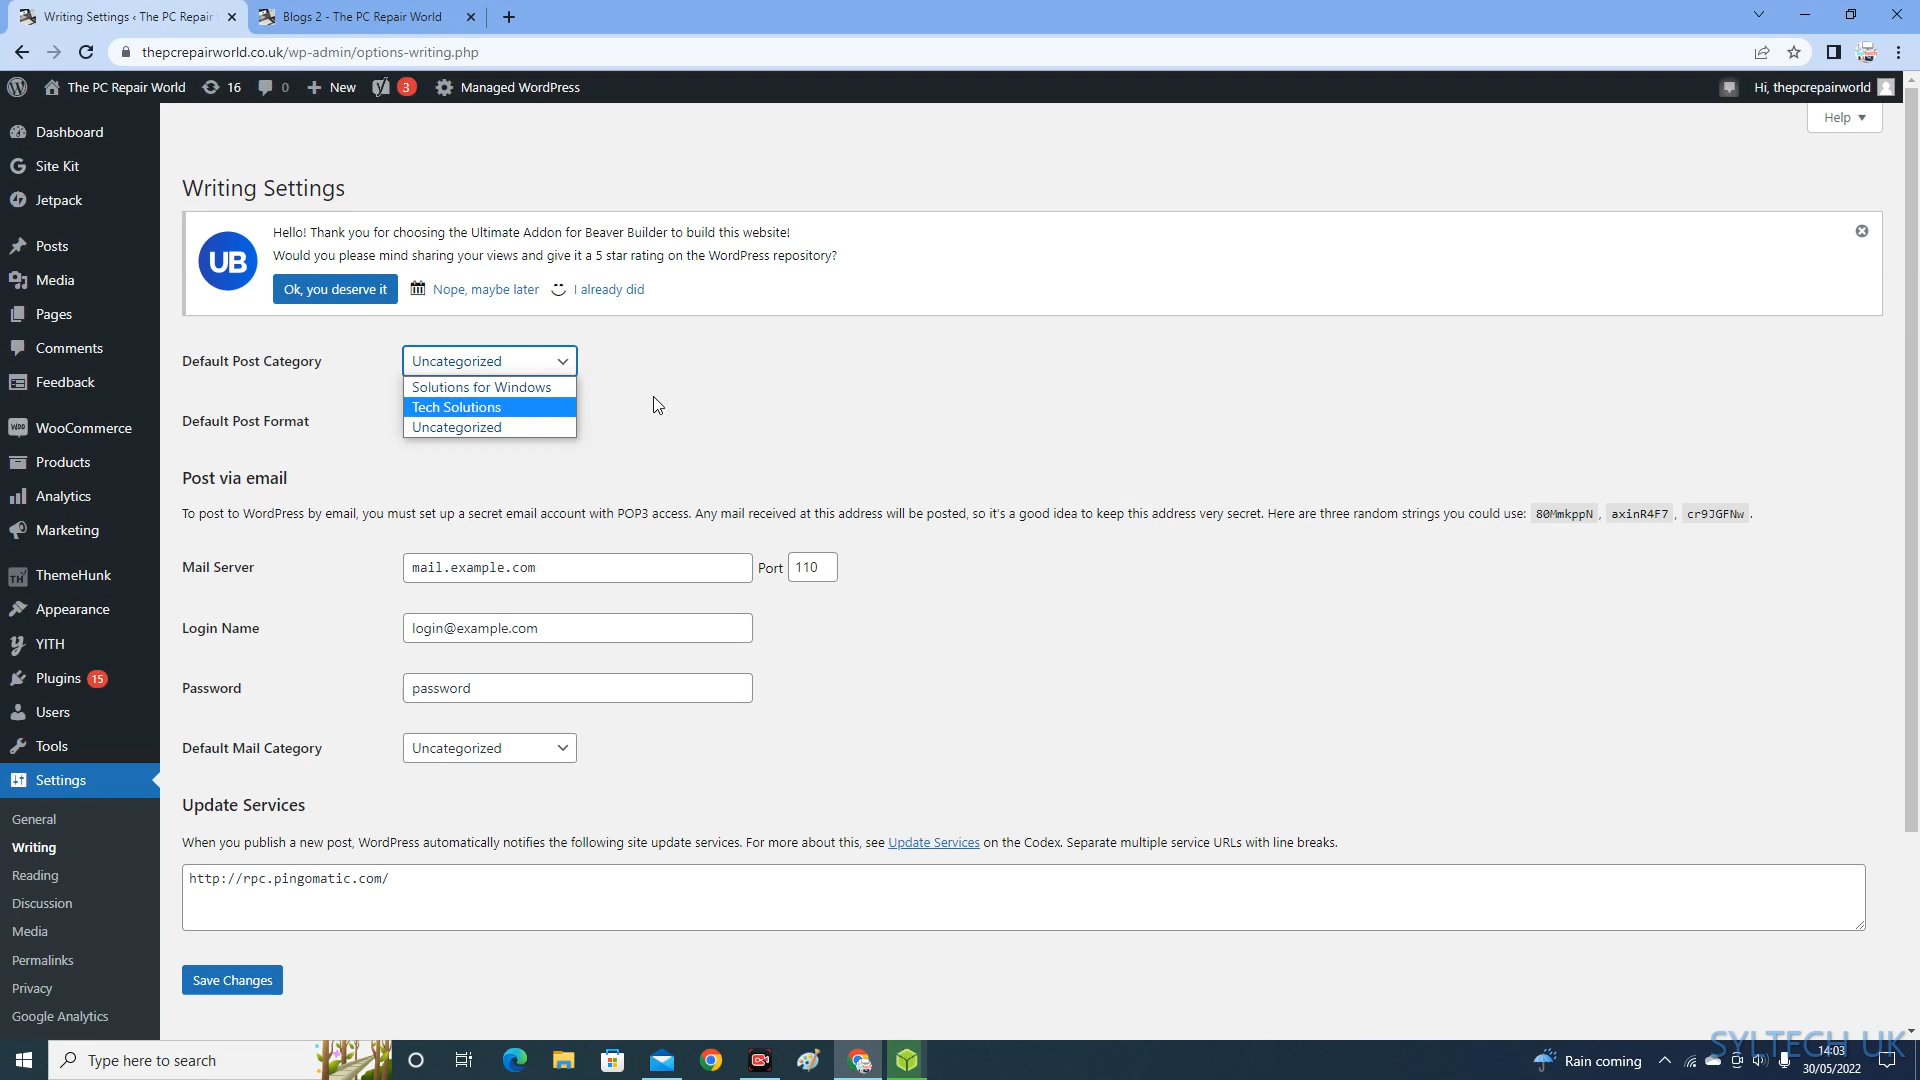 Writing Settings ‹ The PC Repair
Blogs 2 - The PC Repair World
thepcrepairworld.co.uk/wp-admin/options-writing.php
The PC Repair World 16 0 New 3 Managed WordPress Hi, thepcrepairworld
Help
Dashboard
Site Kit
Jetpack
Posts
Media
Pages
Comments
Feedback
WooCommerce
Products
Analytics
Marketing
ThemeHunk
Appearance
YITH
Plugins 15
Users
Tools
Settings
General
Writing
Reading
Discussion
Media
Permalinks
Privacy
Google Analytics
Writing Settings
UB
Hello! Thank you for choosing the Ultimate Addon for Beaver Builder to build this website!
Would you please mind sharing your views and give it a 5 star rating on the WordPress repository?
Ok, you deserve it Nope, maybe later I already did
Default Post Category Uncategorized
Solutions for Windows
Tech Solutions
Uncategorized
Default Post Format
Post via email
To post to WordPress by email, you must set up a secret email account with POP3 access. Any mail received at this address will be posted, so it's a good idea to keep this address very secret. Here are three random strings you could use: 80MmkppN , axinR4F7 , cr9JGFNw .
Mail Server mail.example.com Port 110
Login Name login@example.com
Password password
Default Mail Category Uncategorized
Update Services
When you publish a new post, WordPress automatically notifies the following site update services. For more about this, see Update Services on the Codex. Separate multiple service URLs with line breaks.
http://rpc.pingomatic.com/
Save Changes
SYLTECH UK
Type here to search
Rain coming
14:03
30/05/2022